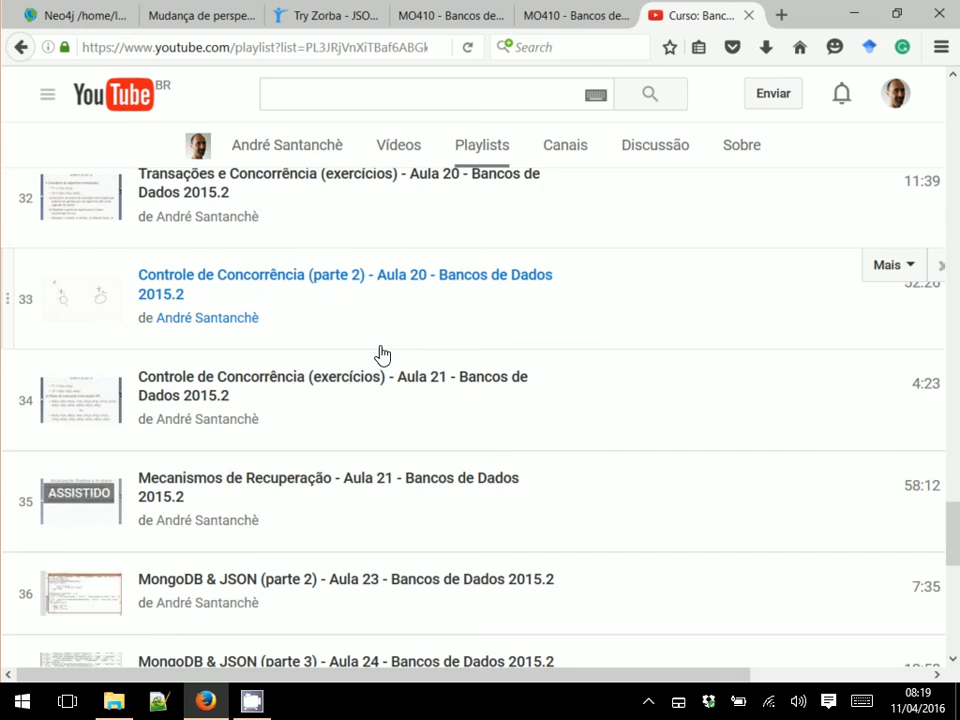 Neo4j /home/l...
Mudança de perspe...
Try Zorba - JSO...
MO410 - Bancos de...
MO410 - Bancos de...
Curso: Banc...
https://www.youtube.com/playlist?list=PL3JRjVnXiTBaf6ABGk
Search
YouTube BR
Enviar
André Santanchè
Vídeos
Playlists
Canais
Discussão
Sobre
32
Transações e Concorrência (exercícios) - Aula 20 - Bancos de
Dados 2015.2
de André Santanchè
11:39
33
Controle de Concorrência (parte 2) - Aula 20 - Bancos de Dados
2015.2
de André Santanchè
Mais
34
Controle de Concorrência (exercícios) - Aula 21 - Bancos de
Dados 2015.2
de André Santanchè
4:23
35
ASSISTIDO
Mecanismos de Recuperação - Aula 21 - Bancos de Dados
2015.2
de André Santanchè
58:12
36
MongoDB & JSON (parte 2) - Aula 23 - Bancos de Dados 2015.2
de André Santanchè
7:35
MongoDB & JSON (parte 3) - Aula 24 - Bancos de Dados 2015.2
08:19
11/04/2016